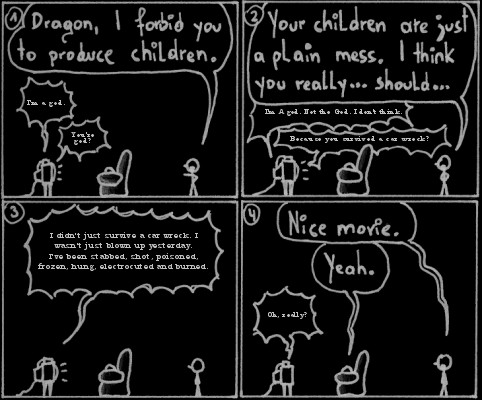 1
Dragon, I forbid you
to produce children.
I'm a god.
You're
god?
2
Your children are just
a plain mess. I think
you really... should...
I'm A god. Not the God. I don't think.
Because you survived a car wreck?
3
I didn't just survive a car wreck. I
wasn't just blown up yesterday.
I've been stabbed, shot, poisoned,
frozen, hung, electrocuted and burned.
4
Nice movie.
Yeah.
Oh, really?